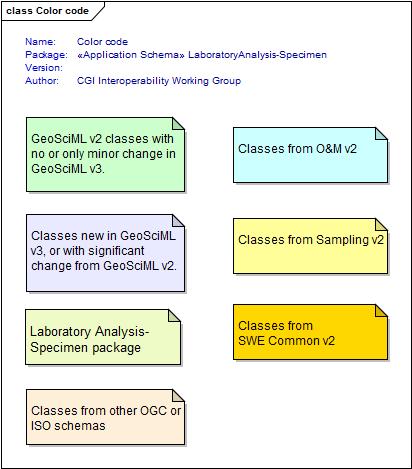 class Color code
Name: Color code
Package: «Application Schema» LaboratoryAnalysis-Specimen
Version:
Author: CGI Interoperability Working Group
GeoSciML v2 classes with
no or only minor change in
GeoSciML v3.
Classes from O&M v2
Classes new in GeoSciML
v3, or with significant
change from GeoSciML v2.
Classes from Sampling v2
Laboratory Analysis-
Specimen package
Classes from
SWE Common v2
Classes from other OGC or
ISO schemas